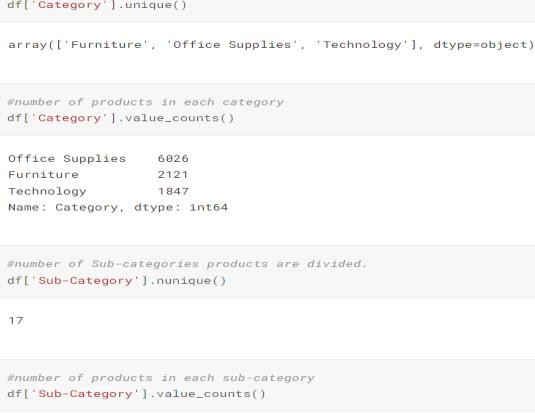 df['Category'].unique()
array(['Furniture', 'Office Supplies', 'Technology'], dtype=object)
#number of products in each category
df['Category'].value_counts()
Office Supplies    6026
Furniture          2121
Technology         1847
Name: Category, dtype: int64
#number of Sub-categories products are divided.
df['Sub-Category'].nunique()
17
#number of products in each sub-category
df['Sub-Category'].value_counts()